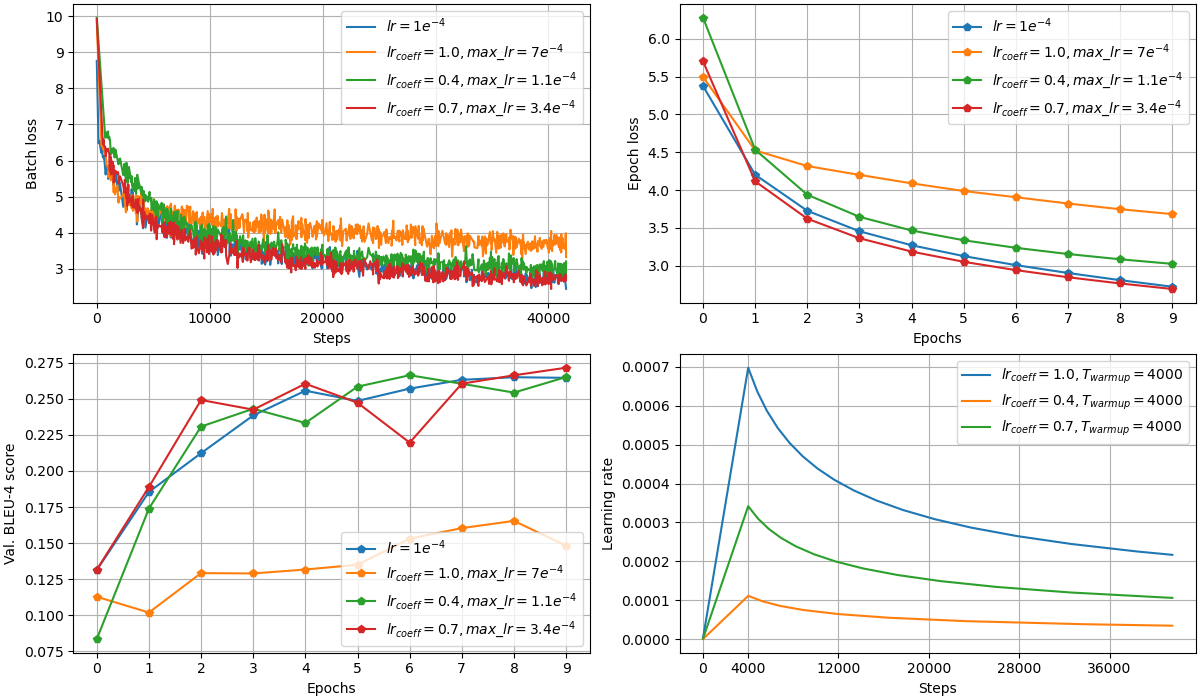 10
9
8
7
6
5
4
3
Batch loss
0 10000 20000 30000 40000
Steps
lr = 1e⁻⁴
lr_coeff = 1.0, max_lr = 7e⁻⁴
lr_coeff = 0.4, max_lr = 1.1e⁻⁴
lr_coeff = 0.7, max_lr = 3.4e⁻⁴
6.0
5.5
5.0
4.5
4.0
3.5
3.0
Epoch loss
0 1 2 3 4 5 6 7 8 9
Epochs
lr = 1e⁻⁴
lr_coeff = 1.0, max_lr = 7e⁻⁴
lr_coeff = 0.4, max_lr = 1.1e⁻⁴
lr_coeff = 0.7, max_lr = 3.4e⁻⁴
0.275
0.250
0.225
0.200
0.175
0.150
0.125
0.100
0.075
Val. BLEU-4 score
0 1 2 3 4 5 6 7 8 9
Epochs
lr = 1e⁻⁴
lr_coeff = 1.0, max_lr = 7e⁻⁴
lr_coeff = 0.4, max_lr = 1.1e⁻⁴
lr_coeff = 0.7, max_lr = 3.4e⁻⁴
0.0007
0.0006
0.0005
0.0004
0.0003
0.0002
0.0001
0.0000
Learning rate
0 4000 12000 20000 28000 36000
Steps
lr_coeff = 1.0, T_warmup = 4000
lr_coeff = 0.4, T_warmup = 4000
lr_coeff = 0.7, T_warmup = 4000